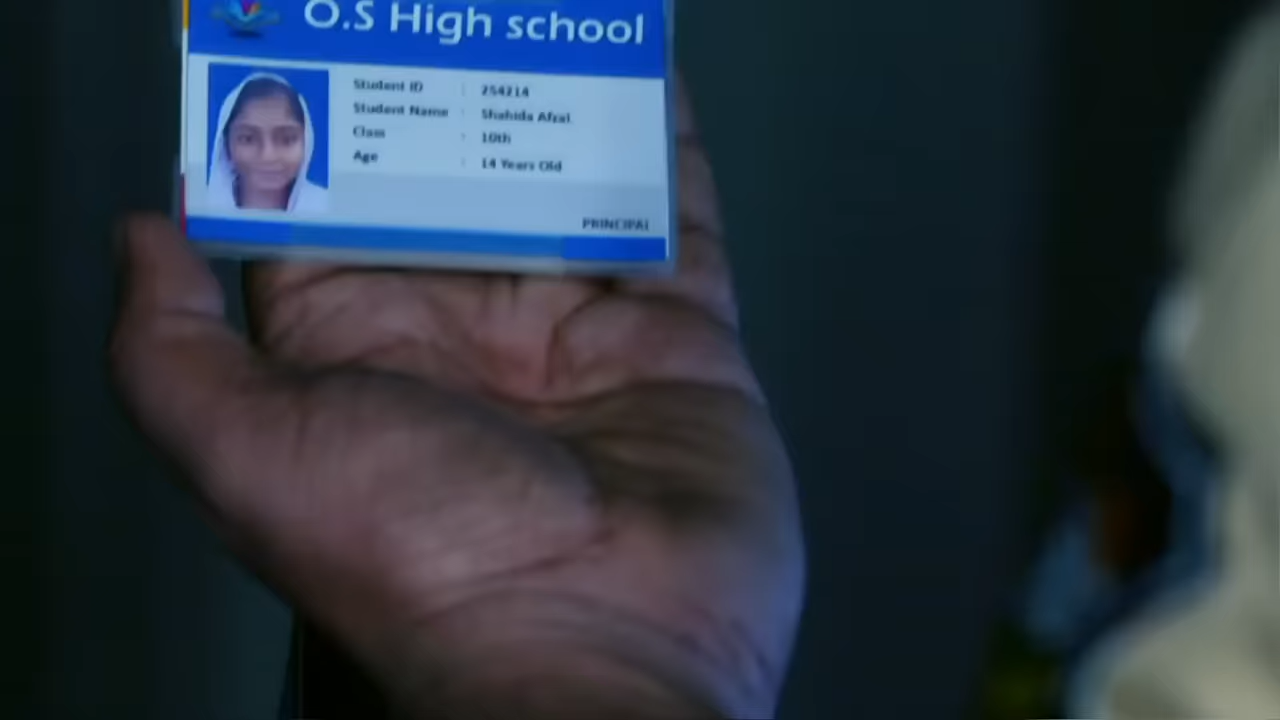 O.S High school
Student ID : 254214
Student Name : Shahida Afzal
Class : 10th
Age : 14 Years Old
PRINCIPAL